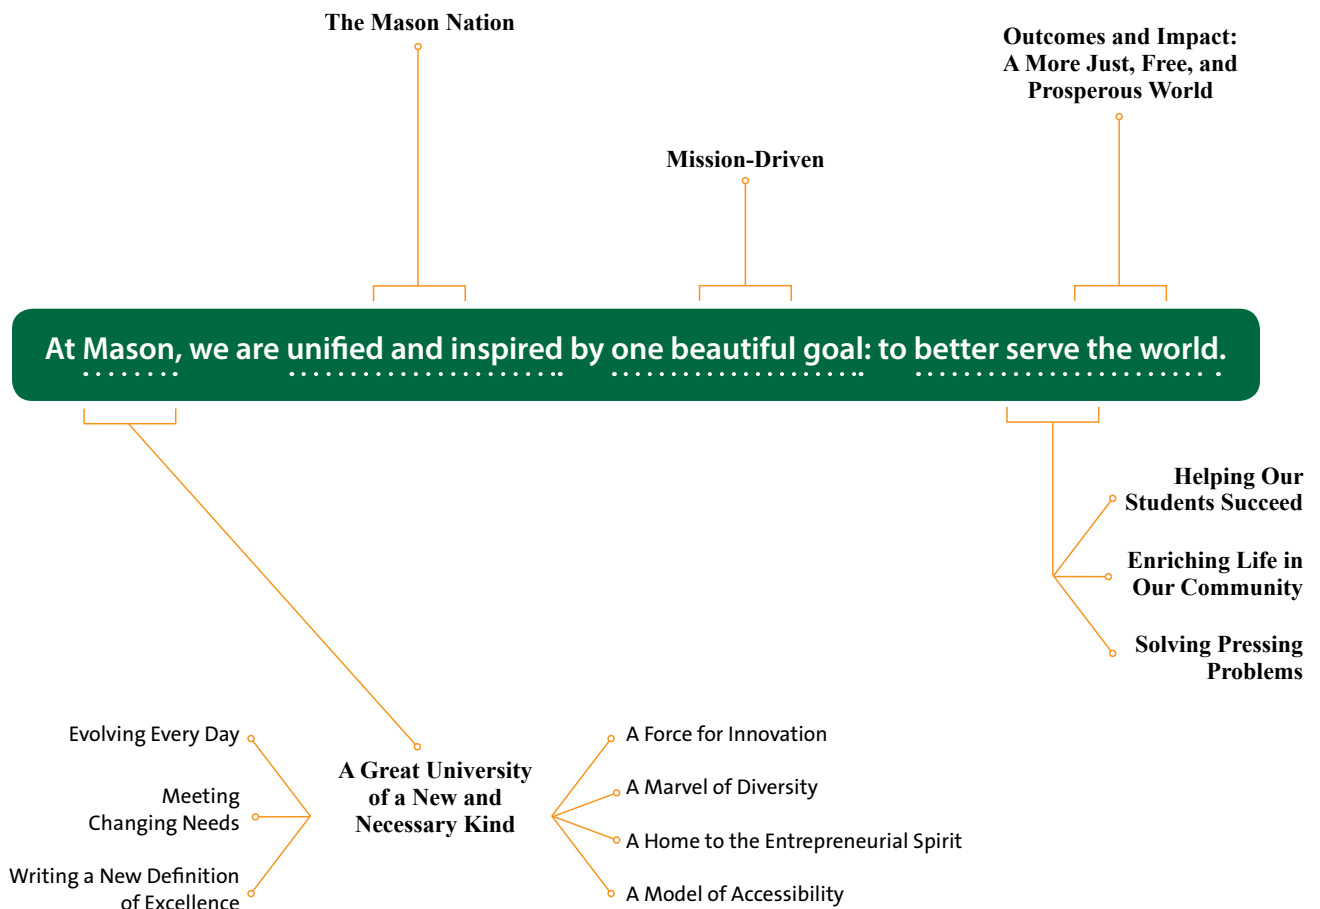 The Mason Nation
Outcomes and Impact:
A More Just, Free, and
Prosperous World
Mission-Driven
At Mason, we are unified and inspired by one beautiful goal: to better serve the world.
Helping Our
Students Succeed
Enriching Life in
Our Community
Solving Pressing
Problems
Evolving Every Day
Meeting
Changing Needs
Writing a New Definition
of Excellence
A Great University
of a New and
Necessary Kind
A Force for Innovation
A Marvel of Diversity
A Home to the Entrepreneurial Spirit
A Model of Accessibility